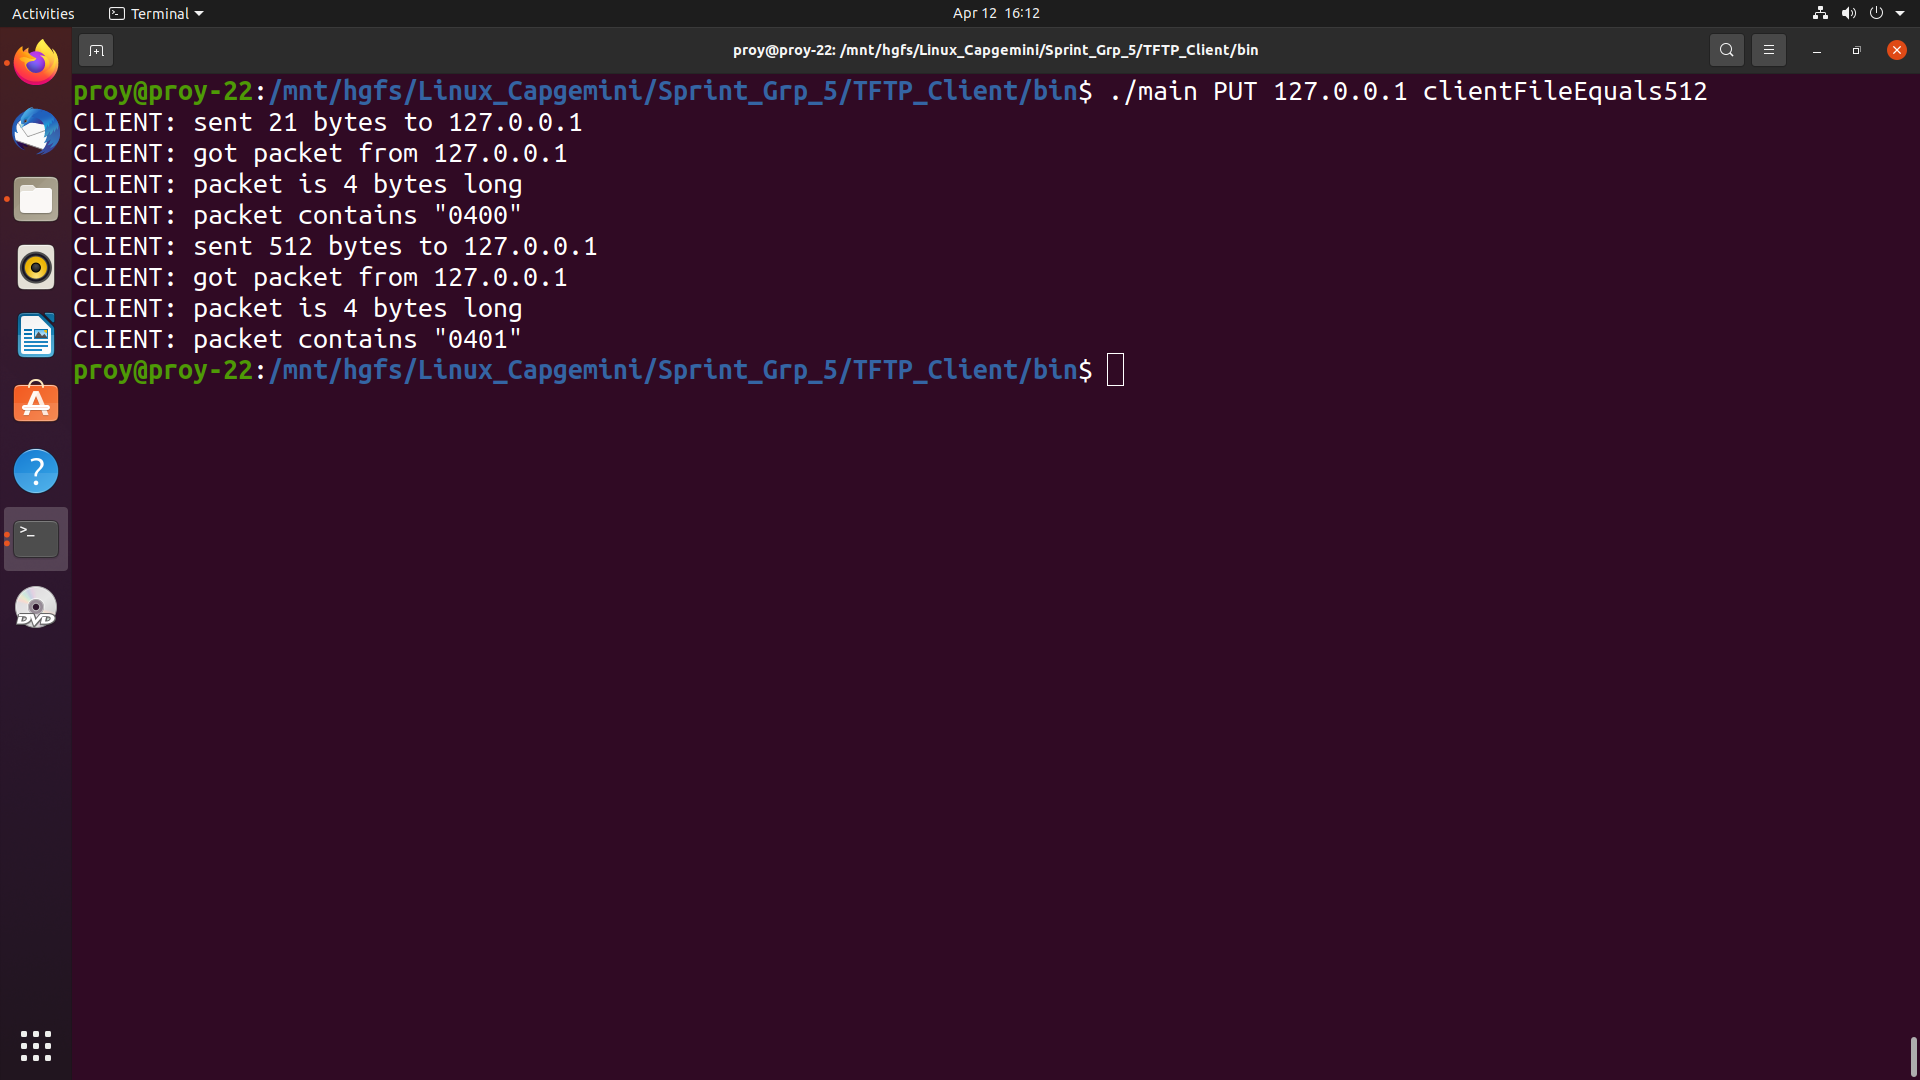 Activities
Terminal
Apr 12 16:12
proy@proy-22: /mnt/hgfs/Linux_Capgemini/Sprint_Grp_5/TFTP_Client/bin
proy@proy-22:/mnt/hgfs/Linux_Capgemini/Sprint_Grp_5/TFTP_Client/bin$ ./main PUT 127.0.0.1 clientFileEquals512
CLIENT: sent 21 bytes to 127.0.0.1
CLIENT: got packet from 127.0.0.1
CLIENT: packet is 4 bytes long
CLIENT: packet contains "0400"
CLIENT: sent 512 bytes to 127.0.0.1
CLIENT: got packet from 127.0.0.1
CLIENT: packet is 4 bytes long
CLIENT: packet contains "0401"
proy@proy-22:/mnt/hgfs/Linux_Capgemini/Sprint_Grp_5/TFTP_Client/bin$
?
>_
DVD